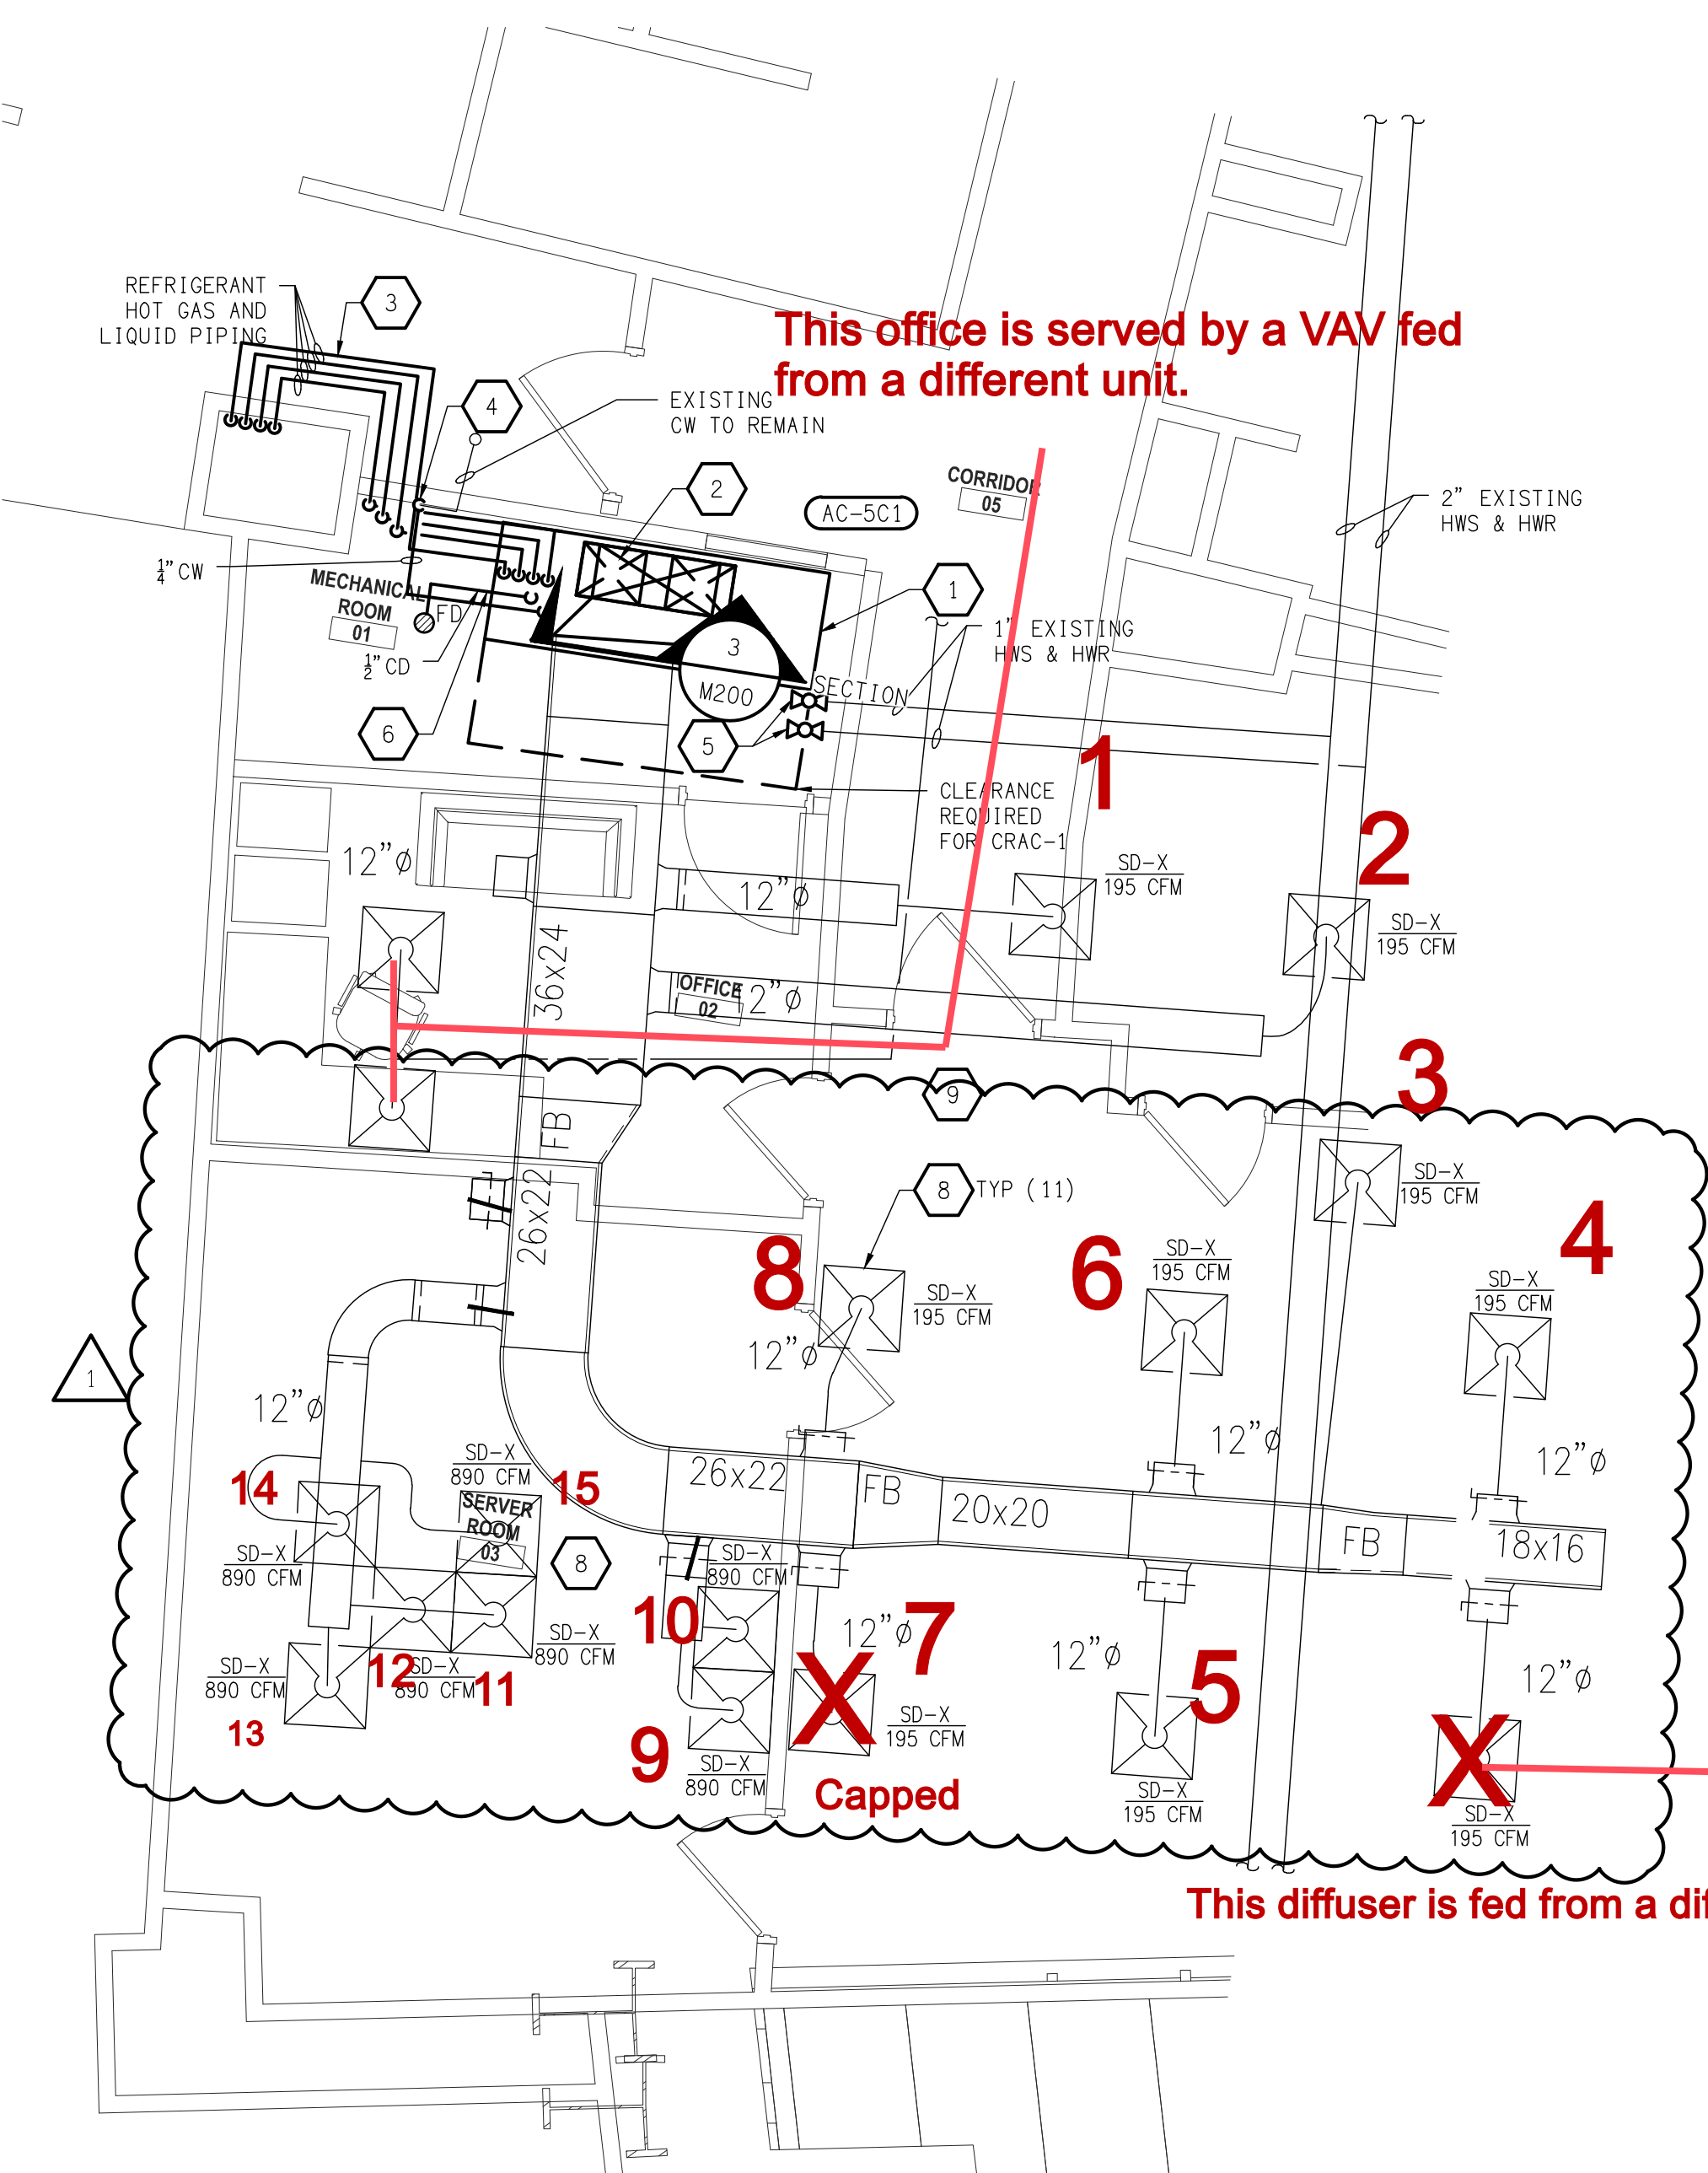 REFRIGERANT
HOT GAS AND
LIQUID PIPING
3
This office is served by a VAV fed
from a different unit.
4
EXISTING
CW TO REMAIN
2
AC-5C1
CORRIDOR
05
2" EXISTING
HWS & HWR
1/4" CW
MECHANICAL
ROOM
01
FD
1/2" CD
1
3
M200
SECTION
1" EXISTING
HWS & HWR
6
5
CLEARANCE
REQUIRED
FOR CRAC-1
1
2
12"ø
12"ø
SD-X
195 CFM
SD-X
195 CFM
36x24
OFFICE
02
12"ø
3
9
FB
8
TYP (11)
SD-X
195 CFM
26x22
8
6
4
SD-X
195 CFM
SD-X
195 CFM
SD-X
195 CFM
12"ø
1
12"ø
12"ø
12"ø
14
SD-X
890 CFM
15
SERVER
ROOM
03
26x22
FB
20x20
FB
18x16
8
SD-X
890 CFM
SD-X
890 CFM
10
7
12"ø
12"ø
12"ø
5
X
X
SD-X
890 CFM
12
SD-X
890 CFM
11
SD-X
890 CFM
13
9
SD-X
890 CFM
SD-X
195 CFM
Capped
SD-X
195 CFM
SD-X
195 CFM
This diffuser is fed from a dif